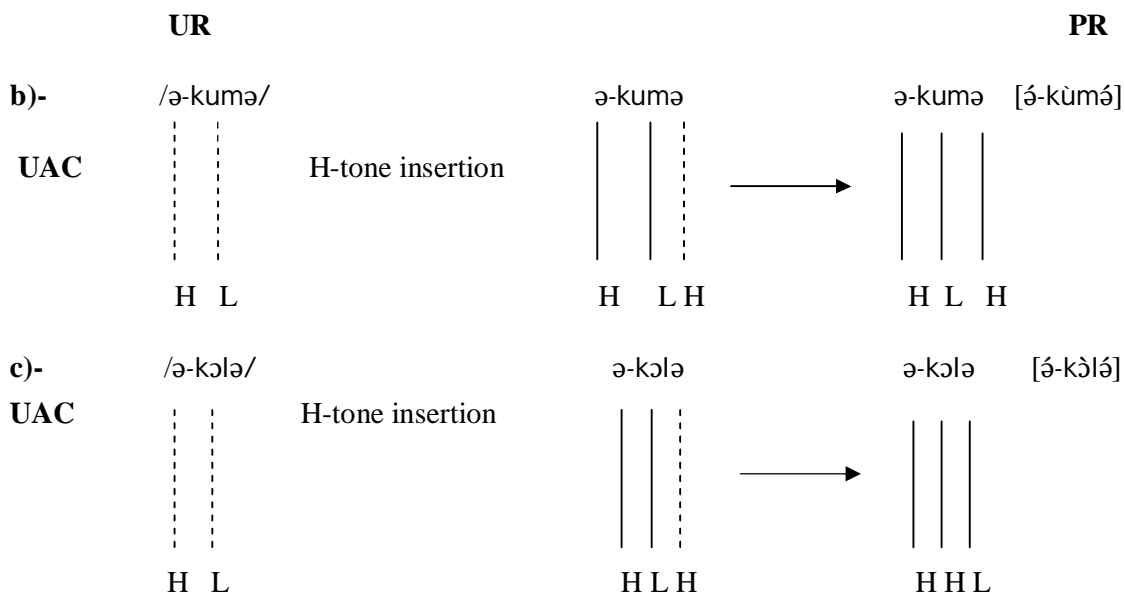 UR PR
b)- /ə-kumə/ ə-kumə ə-kumə [ə́-kùmə́]
UAC H-tone insertion
H L H L H H L H
c)- /ə-kɔlə/ ə-kɔlə ə-kɔlə [ə́-kɔ̀lə́]
UAC H-tone insertion
H L H L H H H L